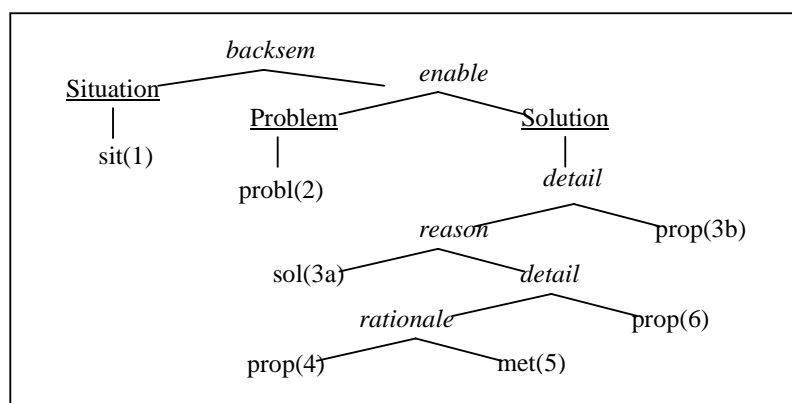 backsem
enable
Situation
Problem Solution
sit(1)
probl(2) detail
reason prop(3b)
sol(3a) detail
rationale prop(6)
prop(4) met(5)